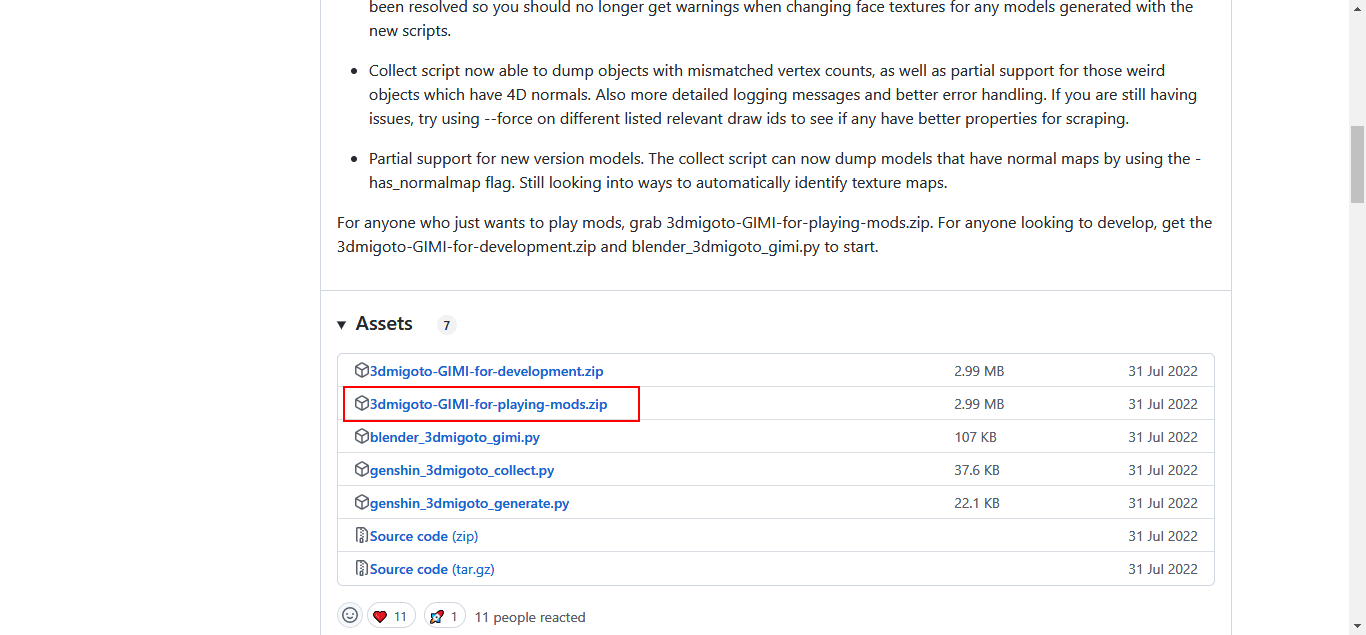 been resolved so you should no longer get warnings when changing face textures for any models generated with the
new scripts.
Collect script now able to dump objects with mismatched vertex counts, as well as partial support for those weird
objects which have 4D normals. Also more detailed logging messages and better error handling. If you are still having
issues, try using --force on different listed relevant draw ids to see if any have better properties for scraping.
Partial support for new version models. The collect script can now dump models that have normal maps by using the -
has_normalmap flag. Still looking into ways to automatically identify texture maps.
For anyone who just wants to play mods, grab 3dmigoto-GIMI-for-playing-mods.zip. For anyone looking to develop, get the
3dmigoto-GIMI-for-development.zip and blender_3dmigoto_gimi.py to start.
Assets 7
3dmigoto-GIMI-for-development.zip 2.99 MB 31 Jul 2022
3dmigoto-GIMI-for-playing-mods.zip 2.99 MB 31 Jul 2022
blender_3dmigoto_gimi.py 107 KB 31 Jul 2022
genshin_3dmigoto_collect.py 37.6 KB 31 Jul 2022
genshin_3dmigoto_generate.py 22.1 KB 31 Jul 2022
Source code (zip) 31 Jul 2022
Source code (tar.gz) 31 Jul 2022
11 1 11 people reacted